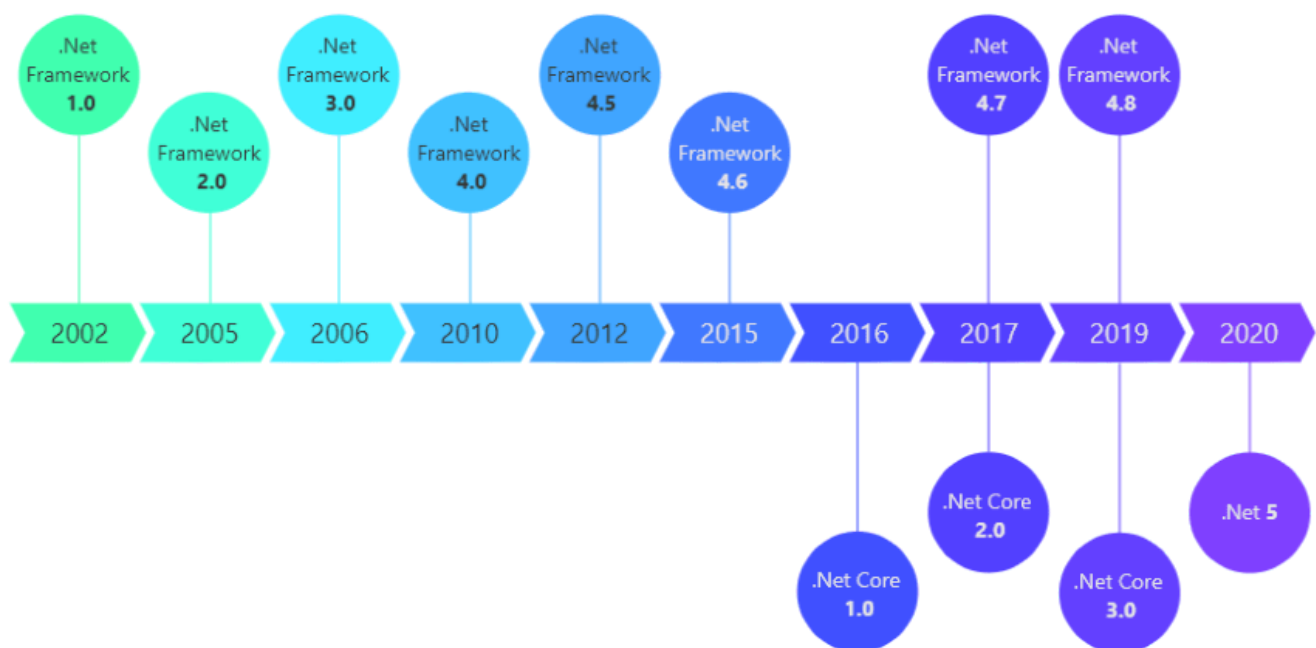 .Net
Framework
1.0
.Net
Framework
2.0
.Net
Framework
3.0
.Net
Framework
4.0
.Net
Framework
4.5
.Net
Framework
4.6
.Net
Framework
4.7
.Net
Framework
4.8
2002
2005
2006
2010
2012
2015
2016
2017
2019
2020
.Net Core
1.0
.Net Core
2.0
.Net Core
3.0
.Net 5